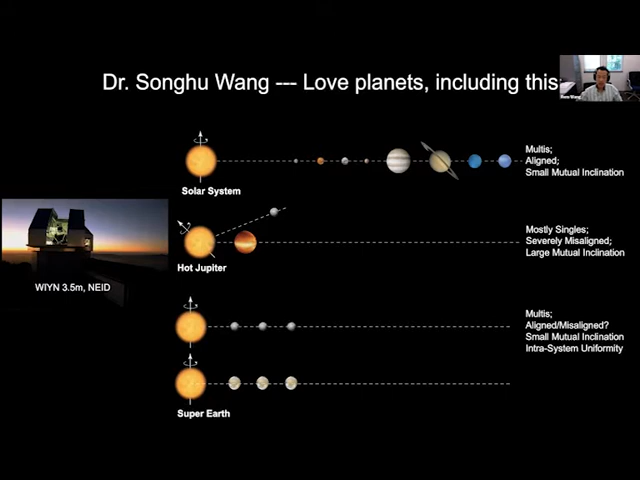 Dr. Songhu Wang --- Love planets, including this
Multis;
Aligned;
Small Mutual Inclination
Solar System
Mostly Singles;
Severely Misaligned;
Large Mutual Inclination
Hot Jupiter
WIYN 3.5m, NEID
Multis;
Aligned/Misaligned?
Small Mutual Inclination
Intra-System Uniformity
Super Earth